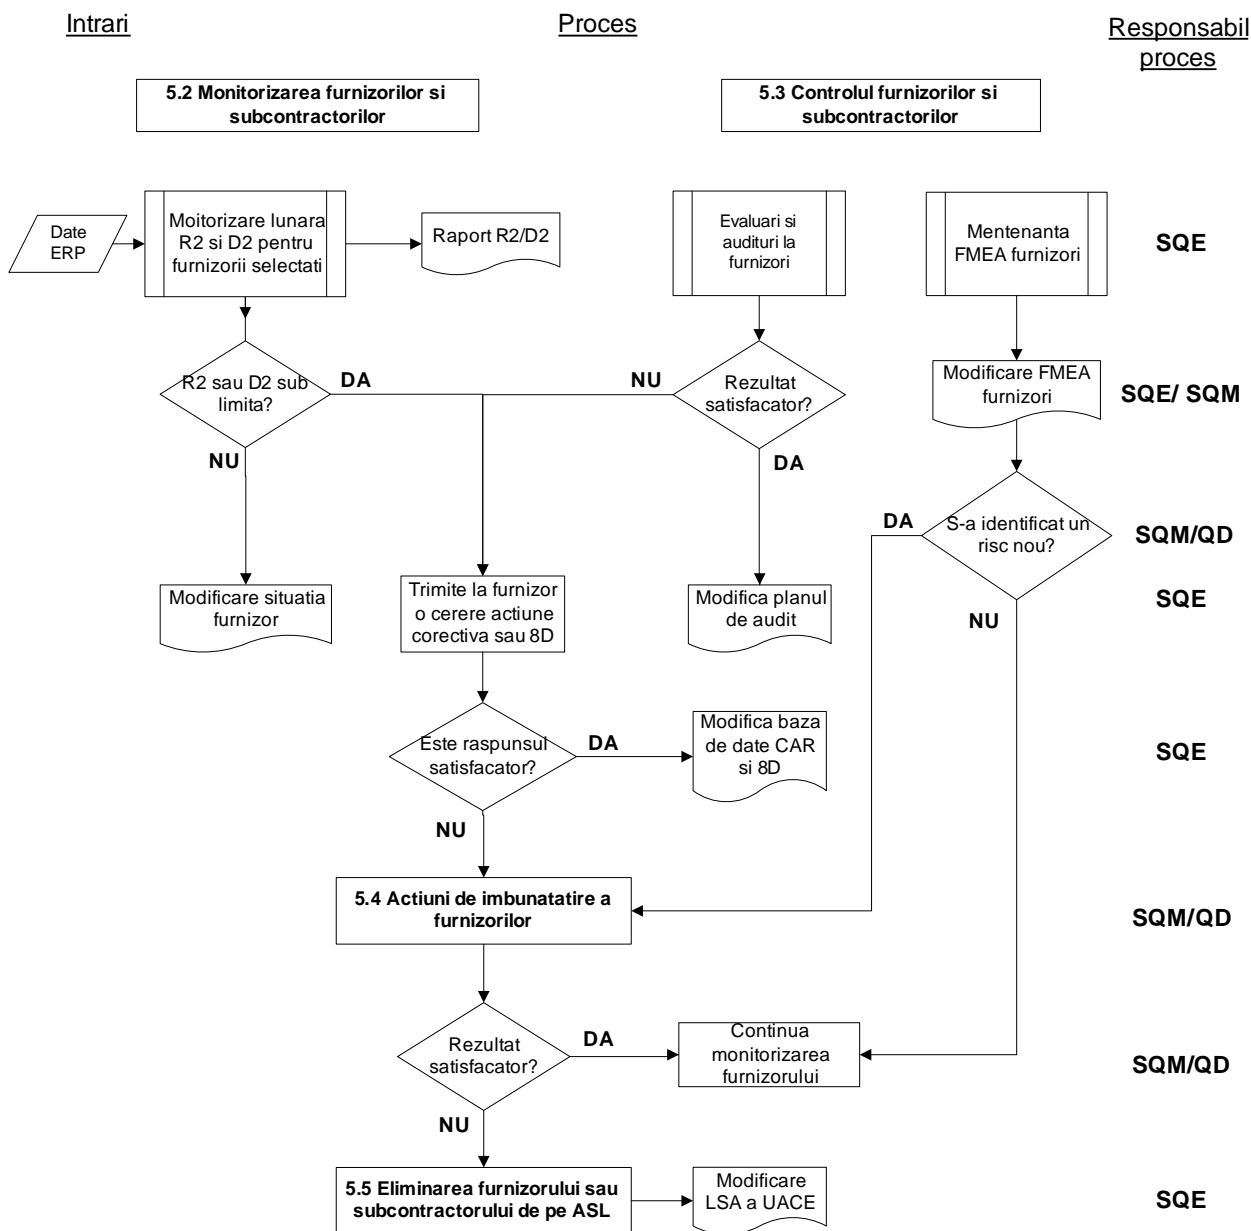 Intrari
Proces
Responsabil
proces
5.2 Monitorizarea furnizorilor si
subcontractorilor
5.3 Controlul furnizorilor si
subcontractorilor
Date
ERP
Moitorizare lunara
R2 si D2 pentru
furnizorii selectati
Raport R2/D2
Evaluari si
audituri la
furnizori
Mentenanta
FMEA furnizori
SQE
R2 sau D2 sub
limita?
DA
NU
NU
Rezultat
satisfacator?
DA
Modificare FMEA
furnizori
SQE/ SQM
S-a identificat un
risc nou?
DA
NU
SQM/QD
Modificare situatia
furnizor
Trimite la furnizor
o cerere actiune
corectiva sau 8D
Modifica planul
de audit
SQE
Este raspunsul
satisfacator?
DA
NU
Modifica baza
de date CAR
si 8D
SQE
5.4 Actiuni de imbunatatire a
furnizorilor
SQM/QD
Rezultat
satisfacator?
DA
NU
Continua
monitorizarea
furnizorului
SQM/QD
5.5 Eliminarea furnizorului sau
subcontractorului de pe ASL
Modificare
LSA a UACE
SQE